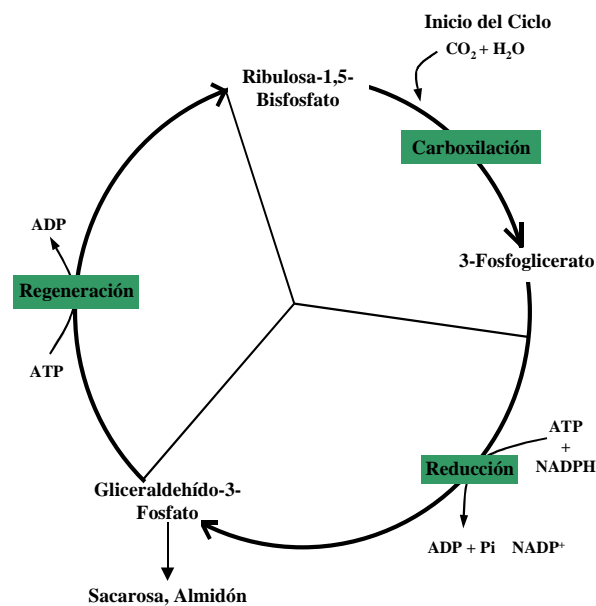 Inicio del Ciclo
CO₂ + H₂O
Ribulosa-1,5-
Bisfosfato
Carboxilación
3-Fosfoglicerato
ATP
+
NADPH
Reducción
ADP + Pi NADP⁺
Gliceraldehído-3-
Fosfato
Sacarosa, Almidón
ATP
Regeneración
ADP